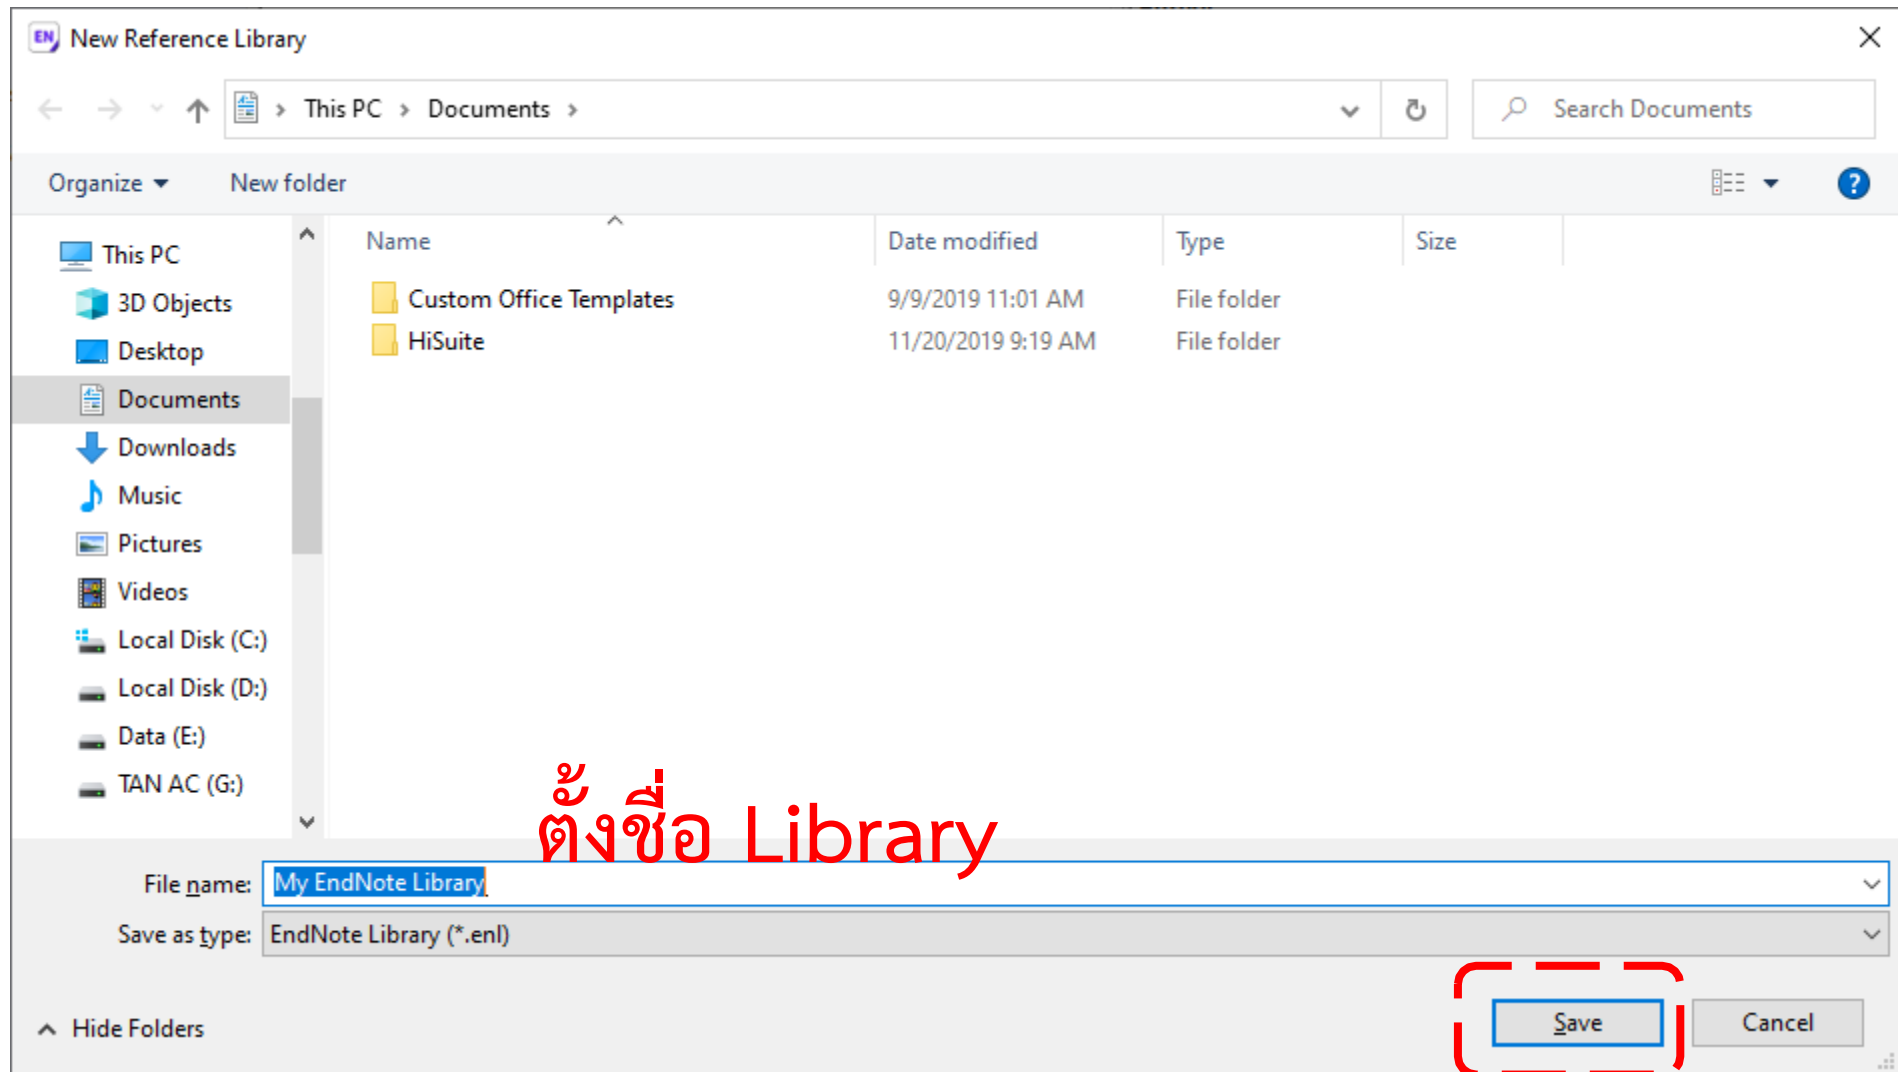 EN New Reference Library
This PC > Documents >
Search Documents
Organize
New folder
Name
Date modified
Type
Size
This PC
3D Objects
Desktop
Documents
Downloads
Music
Pictures
Videos
Local Disk (C:)
Local Disk (D:)
Data (E:)
TAN AC (G:)
Custom Office Templates 9/9/2019 11:01 AM File folder
HiSuite 11/20/2019 9:19 AM File folder
ตั้งชื่อ Library
File name: My EndNote Library
Save as type: EndNote Library (*.enl)
Hide Folders
Save
Cancel